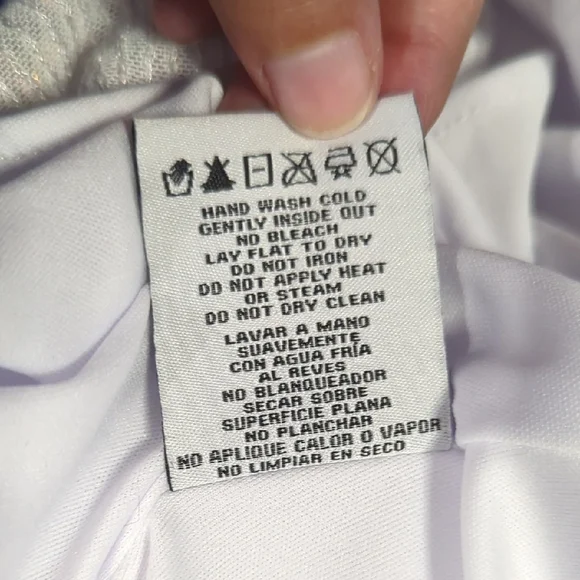 HAND WASH COLD
GENTLY INSIDE OUT
NO BLEACH
LAY FLAT TO DRY
DO NOT IRON
DO NOT APPLY HEAT
OR STEAM
DO NOT DRY CLEAN
LAVAR A MANO
SUAVEMENTE
CON AGUA FRÍA
AL REVES
NO BLANQUEADOR
SECAR SOBRE
SUPERFICIE PLANA
NO PLANCHAR
NO APLIQUE CALOR O VAPOR
NO LIMPIAR EN SECO